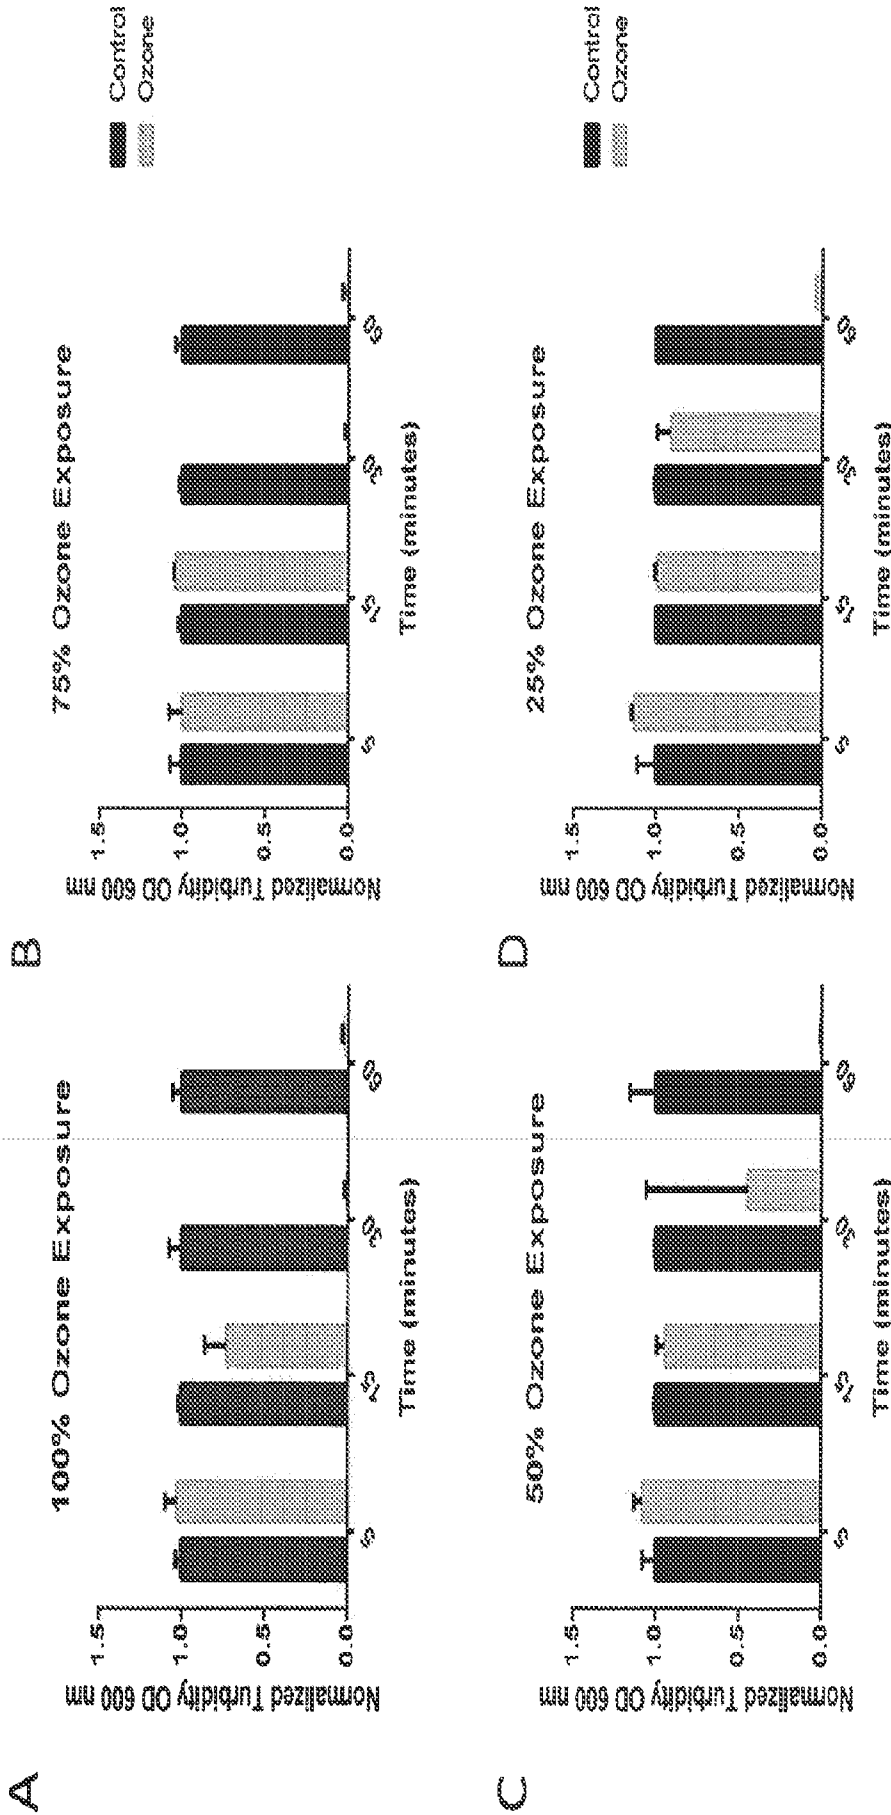 A
100% Ozone Exposure
Normalized Turbidity OD 600 nm
1.5
1.0
0.5
0.0
5
15
30
60
Time (minutes)
B
75% Ozone Exposure
Control
Ozone
Normalized Turbidity OD 600 nm
1.5
1.0
0.5
0.0
5
15
30
60
Time (minutes)
C
50% Ozone Exposure
Normalized Turbidity OD 600 nm
1.5
1.0
0.5
0.0
5
15
30
60
Time (minutes)
D
25% Ozone Exposure
Control
Ozone
Normalized Turbidity OD 600 nm
1.5
1.0
0.5
0.0
5
15
30
60
Time (minutes)